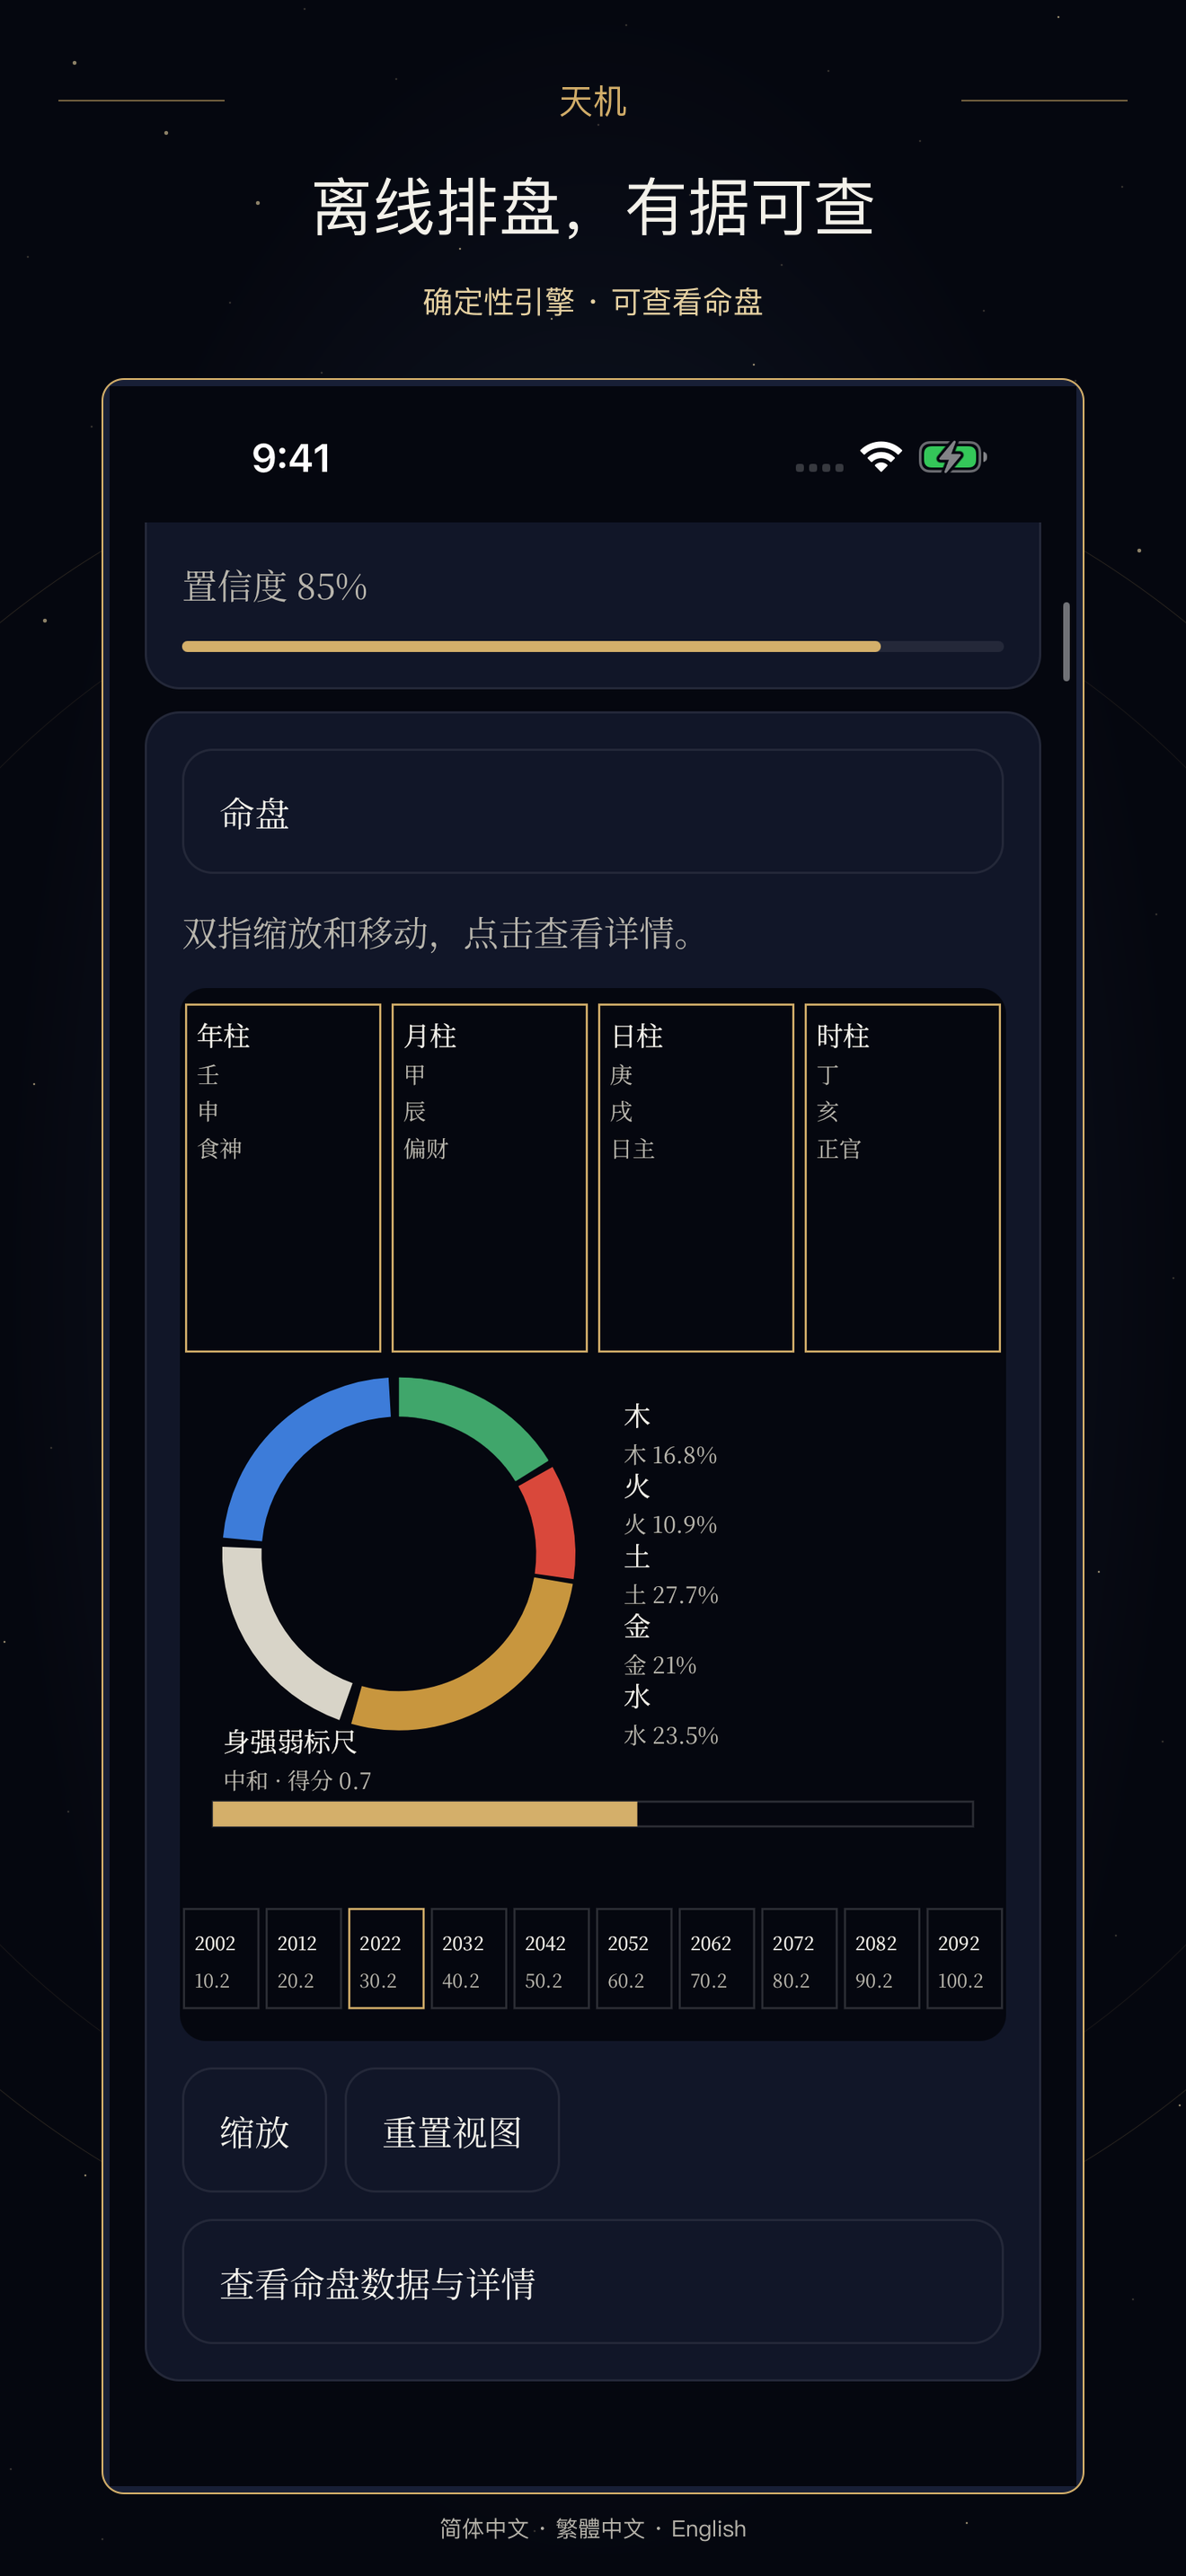 天机
离线排盘，有据可查
确定性引擎 · 可查看命盘
9:41
置信度 85%
命盘
双指缩放和移动，点击查看详情。
年柱 月柱 日柱 时柱
壬 甲 庚 丁
申 辰 戌 亥
食神 偏财 日主 正官
木
木 16.8%
火
火 10.9%
土
土 27.7%
金
金 21%
水
水 23.5%
身强弱标尺
中和 · 得分 0.7
2002 2012 2022 2032 2042 2052 2062 2072 2082 2092
10.2 20.2 30.2 40.2 50.2 60.2 70.2 80.2 90.2 100.2
缩放 重置视图
查看命盘数据与详情
简体中文 · 繁體中文 · English